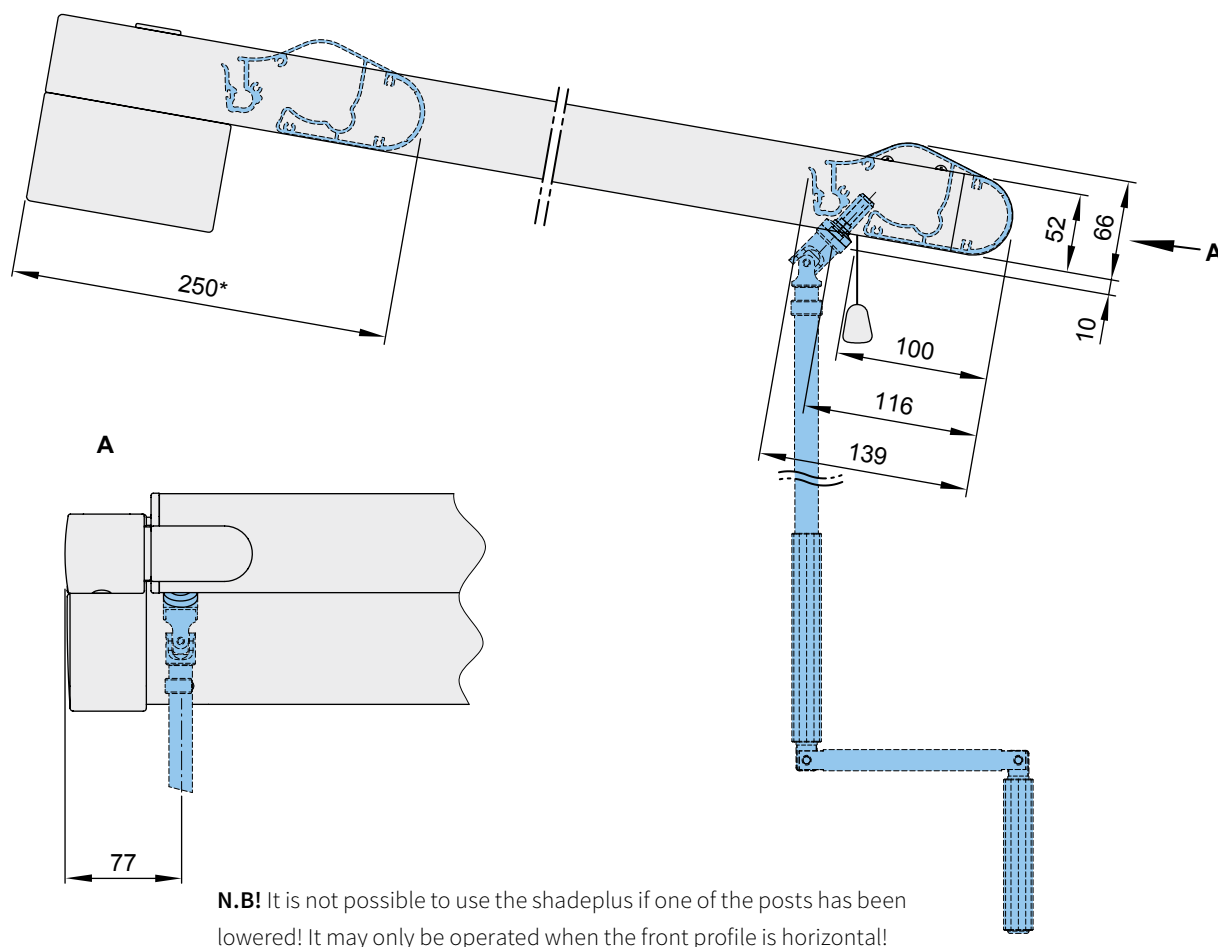 52
66
A
250*
10
100
116
139
A
77
N.B! It is not possible to use the shadeplus if one of the posts has been
lowered! It may only be operated when the front profile is horizontal!